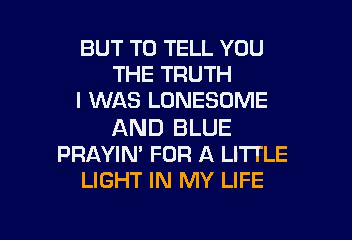 BUT TO TELL YOU
THE TRUTH
I WAS LONESOME
AND BLUE
PRAYIN' FOR A LITTLE
LIGHT IN MY LIFE